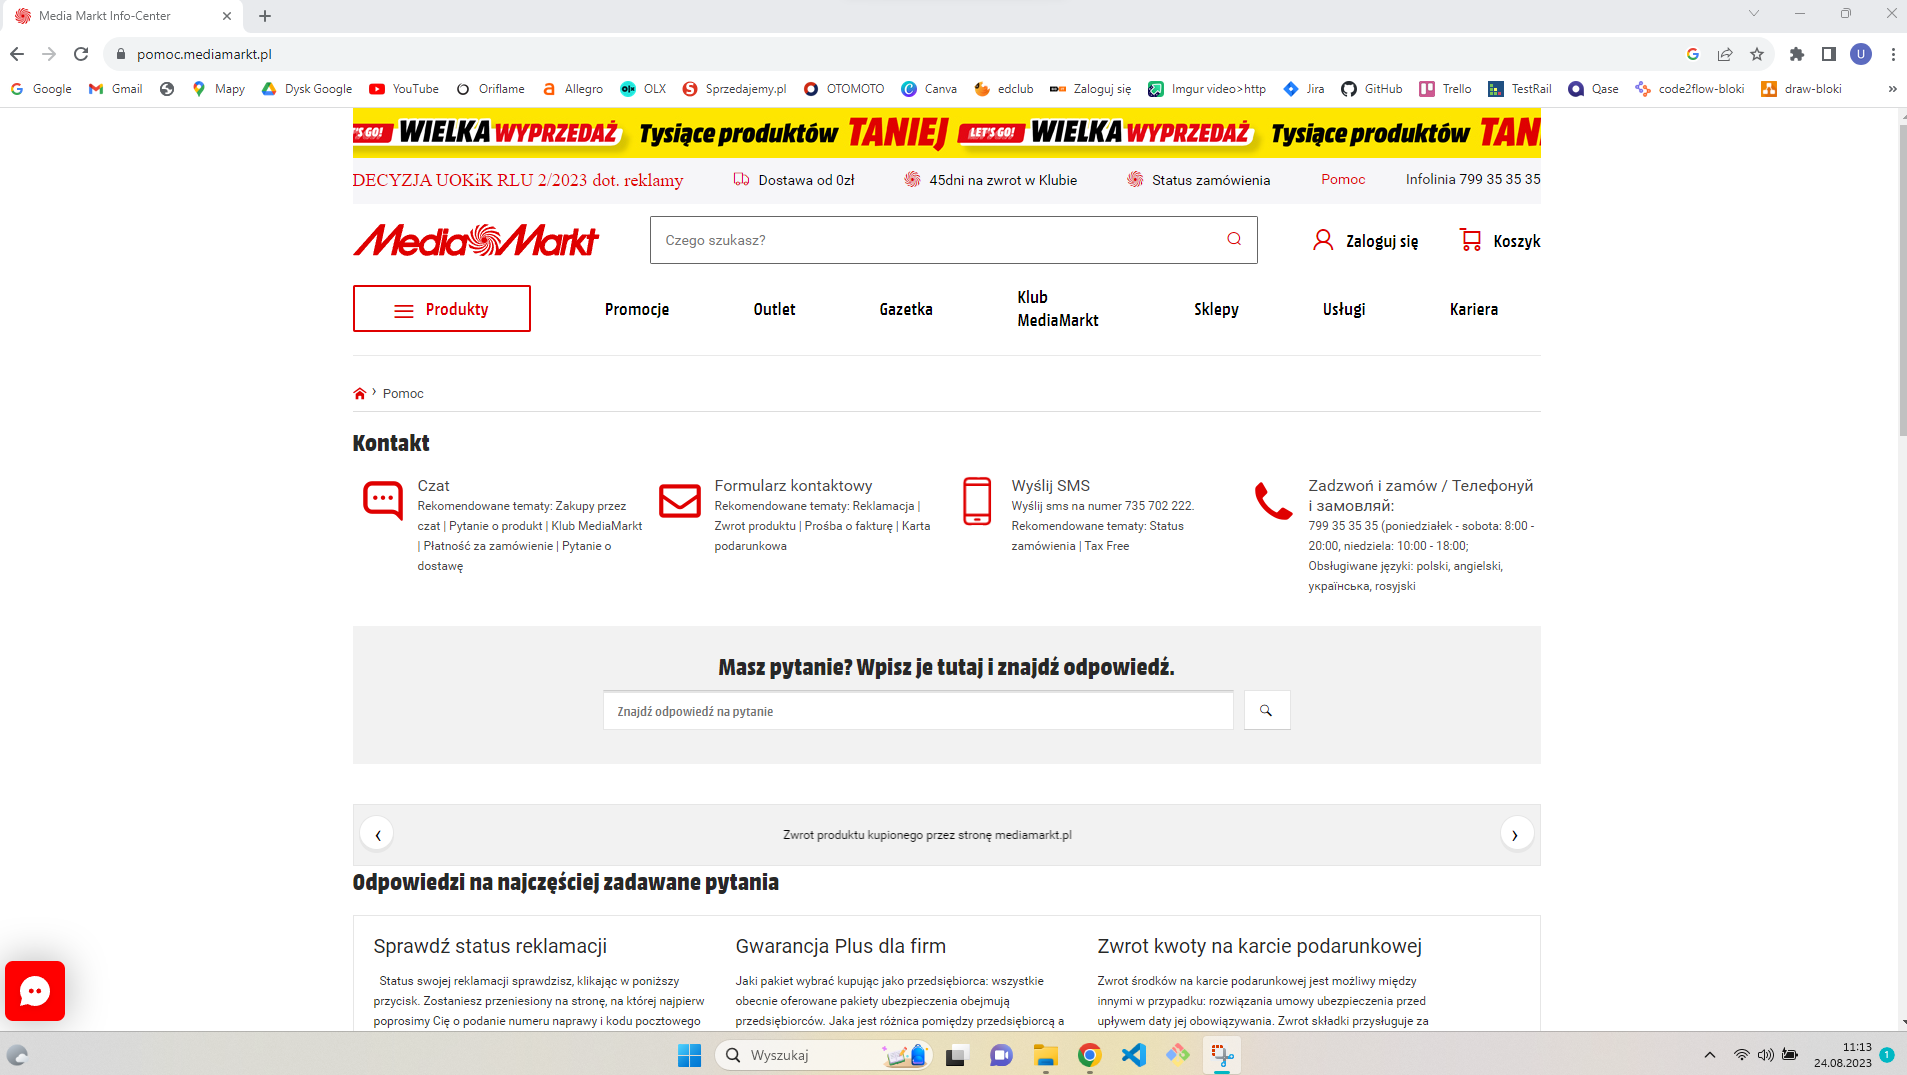 Media Markt Info-Center
pomoc.mediamarkt.pl
U
Google
Gmail
Mapy
Dysk Google
YouTube
Oriflame
Allegro
OLX
Sprzedajemy.pl
OTOMOTO
Canva
edclub
Zaloguj się
Imgur video>http
Jira
GitHub
Trello
TestRail
Qase
code2flow-bloki
draw-bloki
LET'S GO! WIELKA WYPRZEDAŻ Tysiące produktów TANIEJ LET'S GO! WIELKA WYPRZEDAŻ Tysiące produktów TANI
DECYZJA UOKiK RLU 2/2023 dot. reklamy
Dostawa od 0zł
45dni na zwrot w Klubie
Status zamówienia
Pomoc
Infolinia 799 35 35 35
Media Markt
Czego szukasz?
Zaloguj się
Koszyk
Produkty
Promocje
Outlet
Gazetka
Klub
MediaMarkt
Sklepy
Usługi
Kariera
Pomoc
Kontakt
Czat
Rekomendowane tematy: Zakupy przez
czat | Pytanie o produkt | Klub MediaMarkt
| Płatność za zamówienie | Pytanie o
dostawę
Formularz kontaktowy
Rekomendowane tematy: Reklamacja |
Zwrot produktu | Prośba o fakturę | Karta
podarunkowa
Wyślij SMS
Wyślij sms na numer 735 702 222.
Rekomendowane tematy: Status
zamówienia | Tax Free
Zadzwoń i zamów / Телефонуй
і замовляй:
799 35 35 35 (poniedziałek - sobota: 8:00 -
20:00, niedziela: 10:00 - 18:00;
Obsługiwane języki: polski, angielski,
українська, rosyjski
Masz pytanie? Wpisz je tutaj i znajdź odpowiedź.
Znajdź odpowiedź na pytanie
Zwrot produktu kupionego przez stronę mediamarkt.pl
Odpowiedzi na najczęściej zadawane pytania
Sprawdź status reklamacji
Status swojej reklamacji sprawdzisz, klikając w poniższy
przycisk. Zostaniesz przeniesiony na stronę, na której najpierw
poprosimy Cię o podanie numeru naprawy i kodu pocztowego
Gwarancja Plus dla firm
Jaki pakiet wybrać kupując jako przedsiębiorca: wszystkie
obecnie oferowane pakiety ubezpieczenia obejmują
przedsiębiorców. Jaka jest różnica pomiędzy przedsiębiorcą a
Zwrot kwoty na karcie podarunkowej
Zwrot środków na karcie podarunkowej jest możliwy między
innymi w przypadku: rozwiązania umowy ubezpieczenia przed
upływem daty jej obowiązywania. Zwrot składki przysługuje za
Wyszukaj
11:13
24.08.2023
1